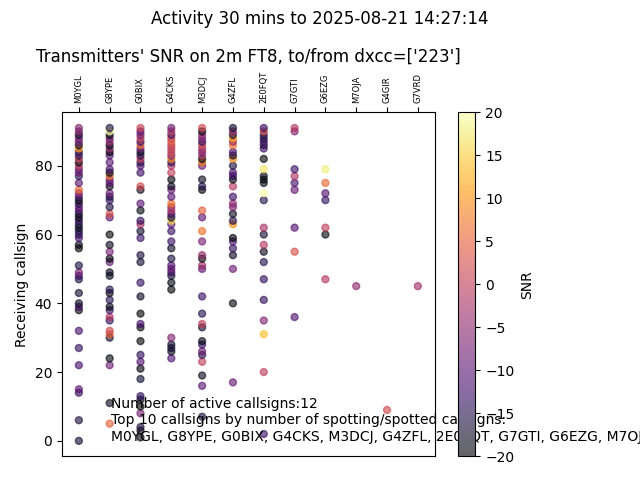 Activity 30 mins to 2025-08-21 14:27:14
Transmitters' SNR on 2m FT8, to/from dxcc=['223']
M0YGL G8YPE G0BIX G4CKS M3DCJ G4ZFL 2E0FQT G7GTI G6EZG M7OJA G4GIR G7VRD
80
60
40
20
0
Receiving callsign
20
15
10
5
0
−5
−10
−15
−20
SNR
Number of active callsigns:12
Top 10 callsigns by number of spotting/spotted callsigns:
M0YGL, G8YPE, G0BIX, G4CKS, M3DCJ, G4ZFL, 2E0FQT, G7GTI, G6EZG, M7OJ